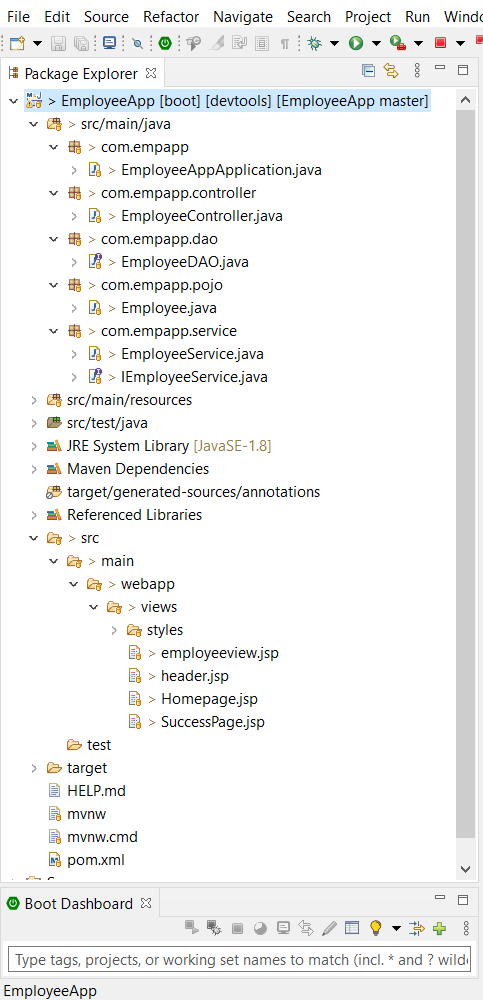 File Edit Source Refactor Navigate Search Project Run Windo
Package Explorer
> EmployeeApp [boot] [devtools] [EmployeeApp master]
> src/main/java
> com.empapp
> EmployeeAppApplication.java
> com.empapp.controller
> EmployeeController.java
> com.empapp.dao
> EmployeeDAO.java
> com.empapp.pojo
> Employee.java
> com.empapp.service
> EmployeeService.java
> IEmployeeService.java
src/main/resources
src/test/java
JRE System Library [JavaSE-1.8]
Maven Dependencies
target/generated-sources/annotations
Referenced Libraries
> src
> main
> webapp
> views
styles
> employeeview.jsp
> header.jsp
> Homepage.jsp
> SuccessPage.jsp
test
target
HELP.md
mvnw
mvnw.cmd
pom.xml
Boot Dashboard
Type tags, projects, or working set names to match (incl. * and ? wild
EmployeeApp